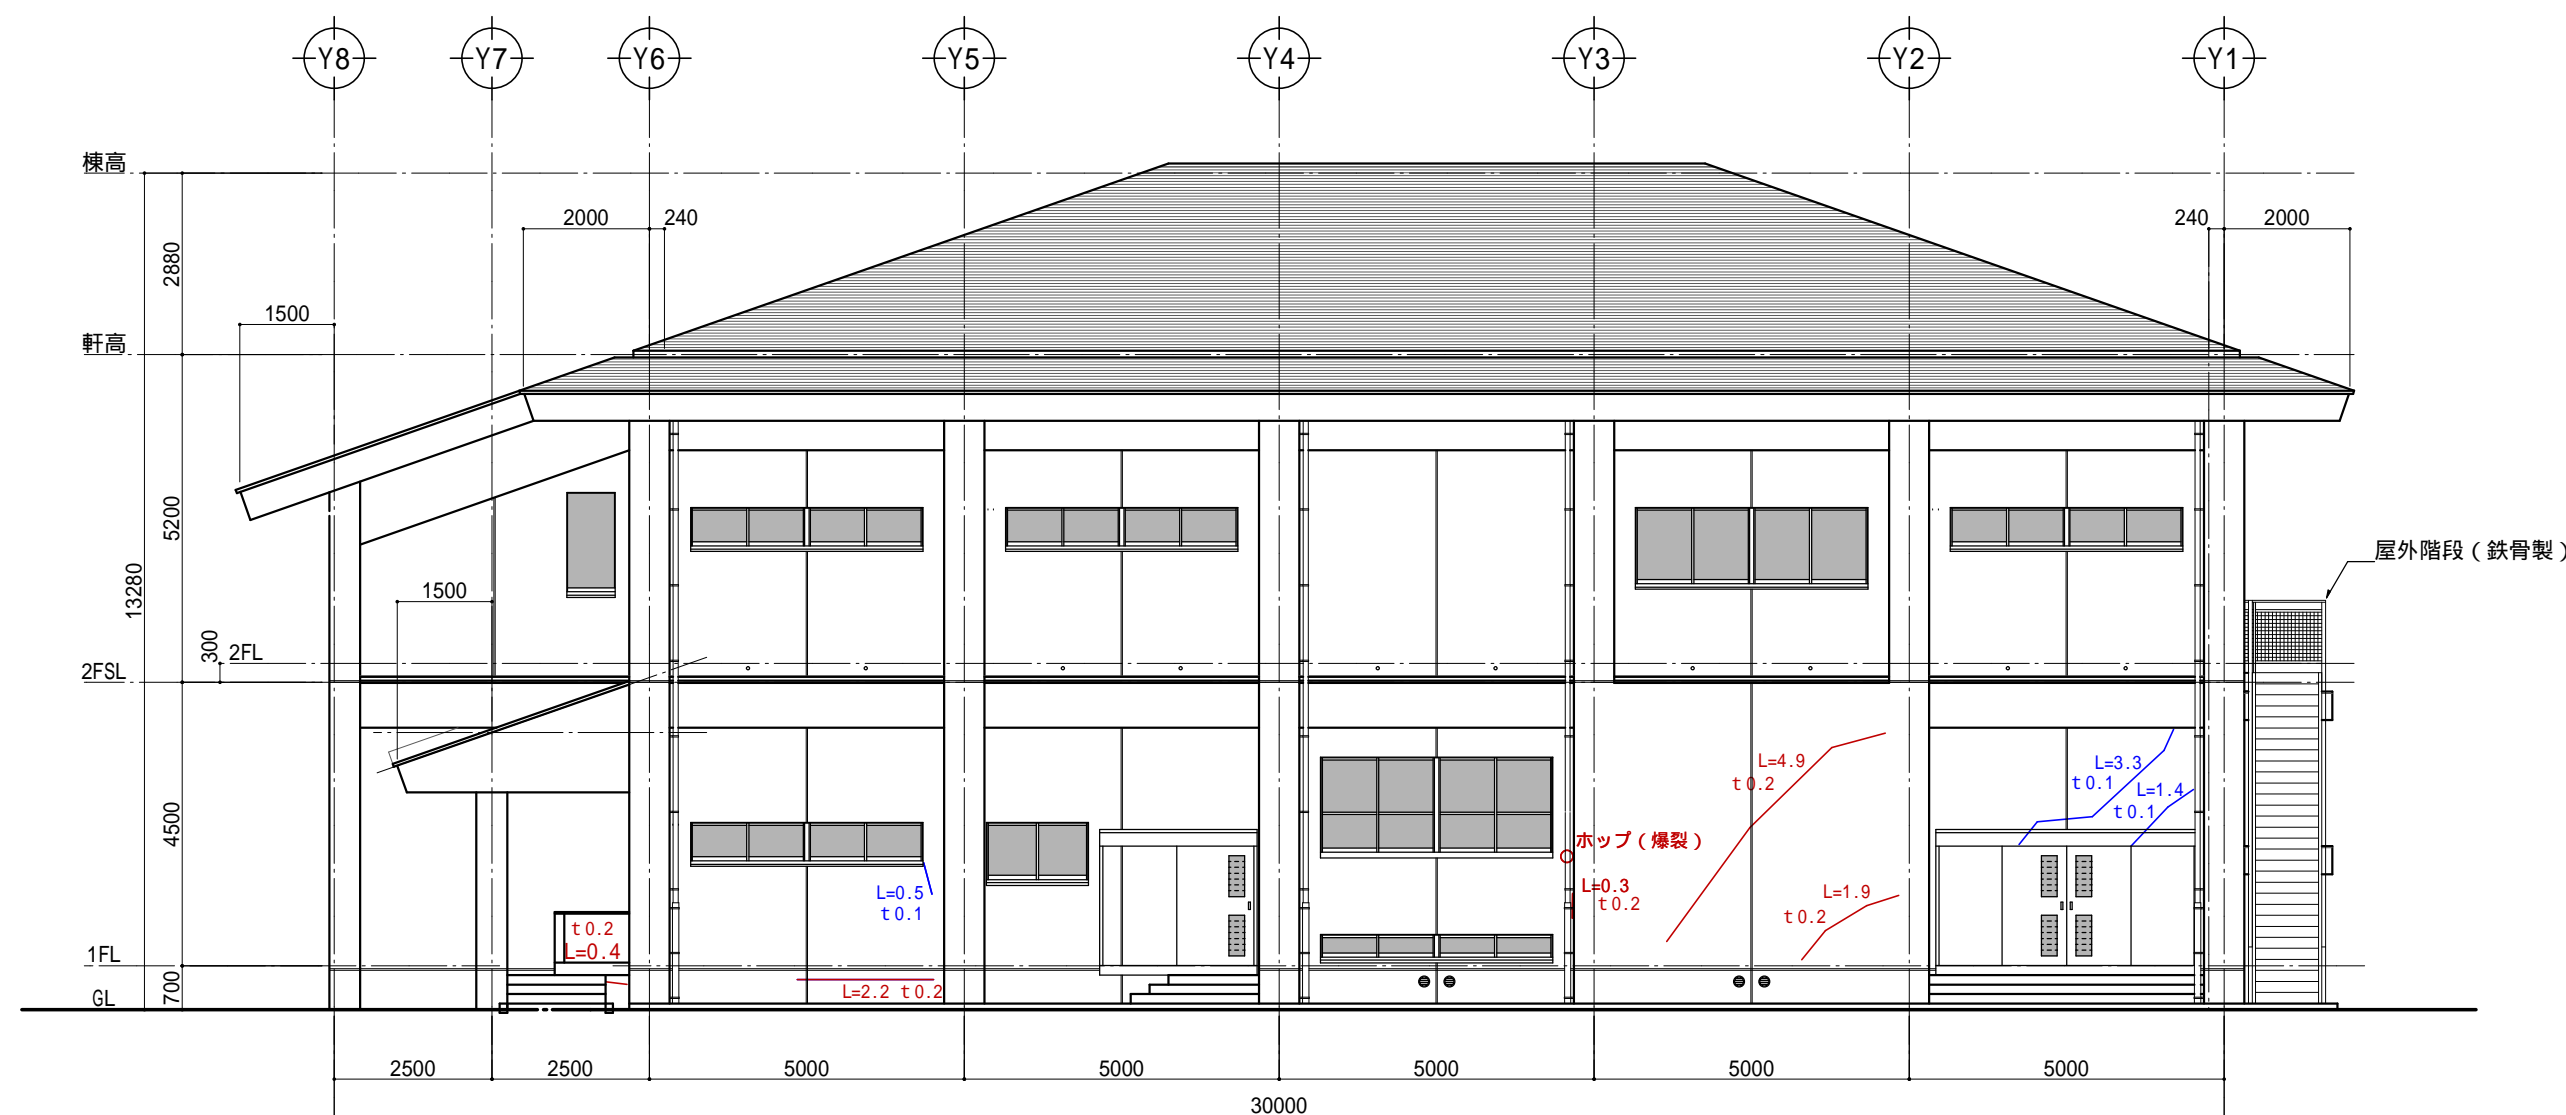 Y8 Y7 Y6 Y5 Y4 Y3 Y2 Y1
棟高
2000 240 240 2000
2880
1500
軒高
5200
屋外階段（鉄骨製）
13280
1500
300 2FL
2FSL
L=4.9
t0.2
L=3.3
t0.1
L=1.4
t0.1
4500
ホップ（爆裂）
L=0.5
t0.1
L=0.3
t0.2
L=1.9
t0.2
t0.2
L=0.4
1FL
700
L=2.2 t0.2
GL
2500 2500 5000 5000 5000 5000 5000
30000